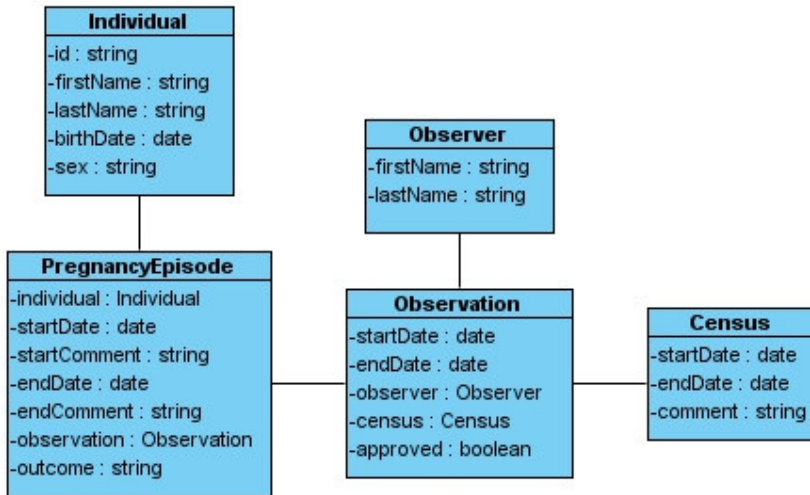 Individual
-id : string
-firstName : string
-lastName : string
-birthDate : date
-sex : string
Observer
-firstName : string
-lastName : string
PregnancyEpisode
-individual : Individual
-startDate : date
-startComment : string
-endDate : date
-endComment : string
-observation : Observation
-outcome : string
Observation
-startDate : date
-endDate : date
-observer : Observer
-census : Census
-approved : boolean
Census
-startDate : date
-endDate : date
-comment : string